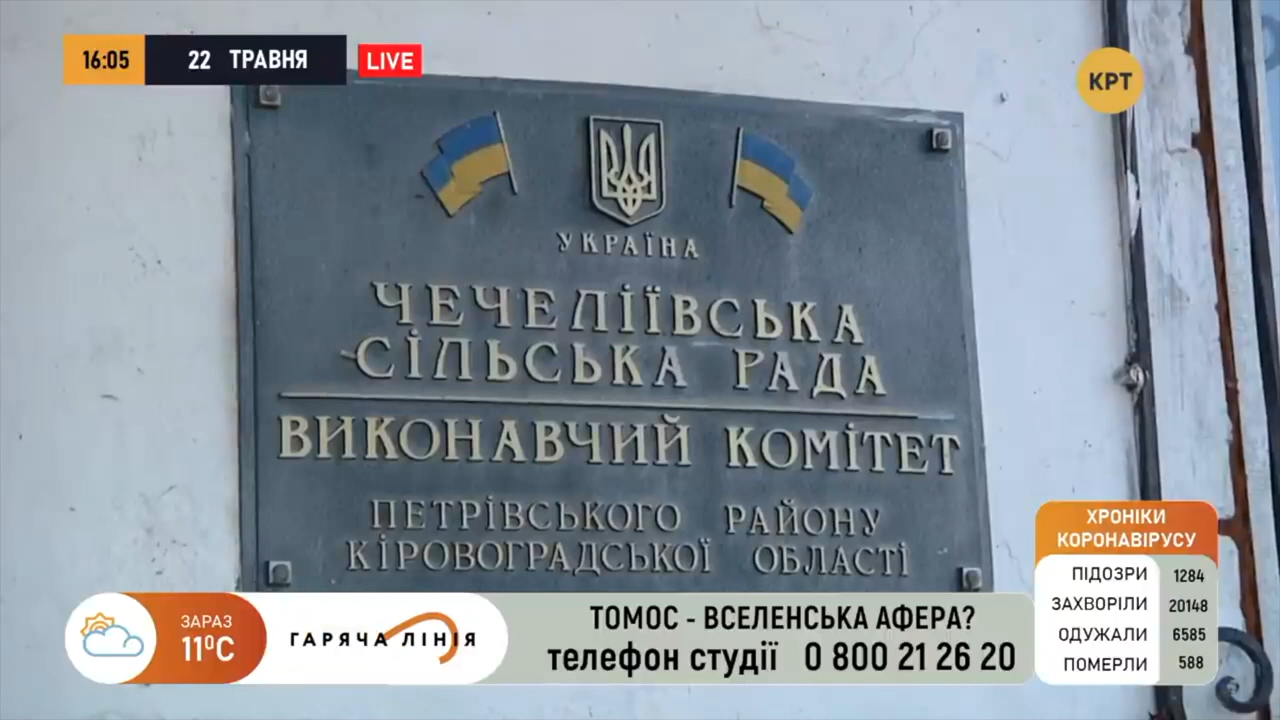 16:05
22 ТРАВНЯ
LIVE
КРТ
УКРАЇНА
ЧЕЧЕЛІЇВСЬКА
СІЛЬСЬКА РАДА
ВИКОНАВЧИЙ КОМІТЕТ
ПЕТРІВСЬКОГО РАЙОНУ
КІРОВОГРАДСЬКОЇ ОБЛАСТІ
ХРОНІКИ
КОРОНАВІРУСУ
ПІДОЗРИ 1284
ЗАХВОРІЛИ 20148
ОДУЖАЛИ 6585
ПОМЕРЛИ 588
ЗАРАЗ
11⁰C
ГАРЯЧА ЛІНІЯ
ТОМОС - ВСЕЛЕНСЬКА АФЕРА?
телефон студії 0 800 21 26 20